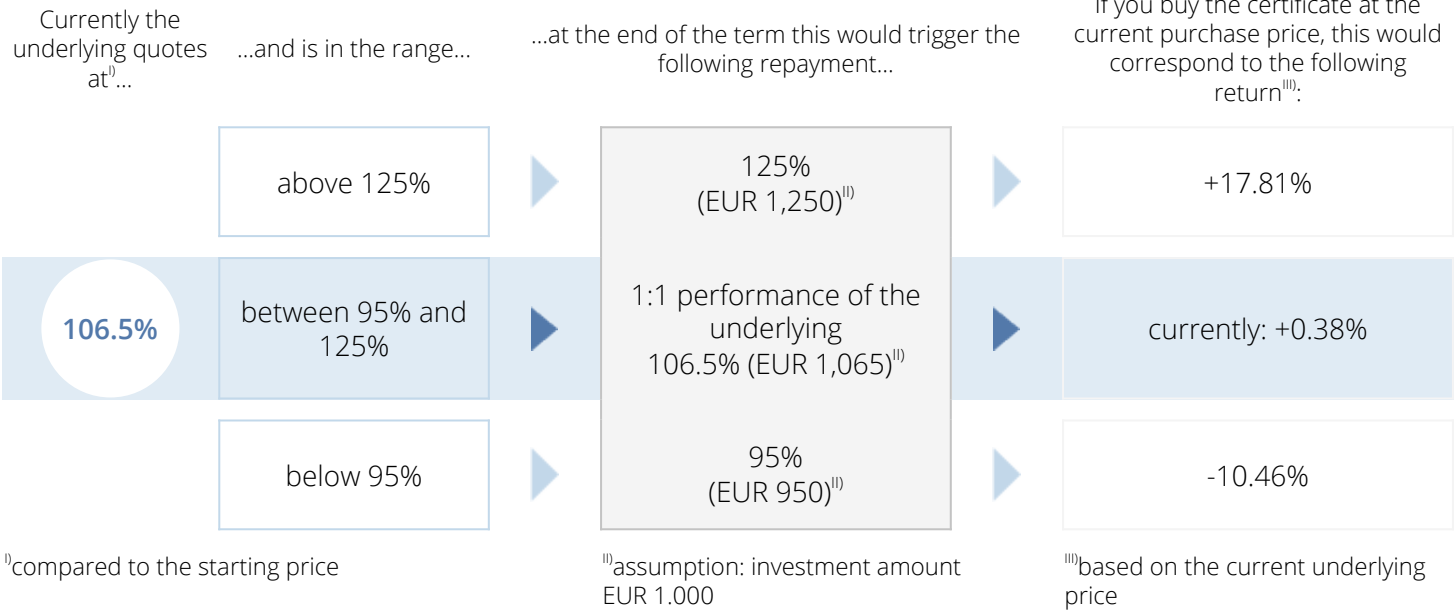 Currently the
underlying quotes
at^I)...
...and is in the range...
...at the end of the term this would trigger the
following repayment...
If you buy the certificate at the
current purchase price, this would
correspond to the following
return^III):
above 125%
125%
(EUR 1,250)^II)
+17.81%
106.5%
between 95% and
125%
1:1 performance of the
underlying
106.5% (EUR 1,065)^II)
currently: +0.38%
below 95%
95%
(EUR 950)^II)
-10.46%
^I)compared to the starting price
^II)assumption: investment amount
EUR 1.000
^III)based on the current underlying
price